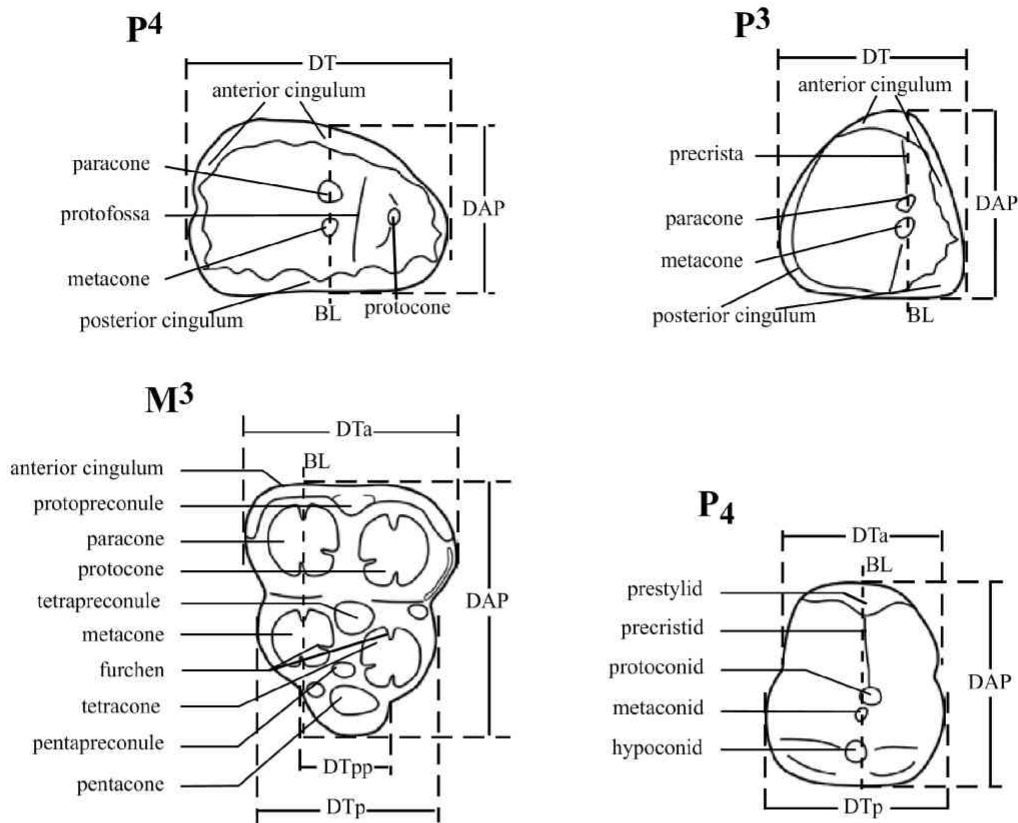 P4
DT
anterior cingulum
paracone
protofossa
metacone
posterior cingulum
BL
protocone
DAP
P3
DT
anterior cingulum
precrista
paracone
metacone
posterior cingulum
BL
DAP
M3
DTa
BL
anterior cingulum
protopreconule
paracone
protocone
tetrapreconule
metacone
furchen
tetracone
pentapreconule
pentacone
DAP
DTpp
DTp
P4
DTa
BL
prestylid
precristid
protoconid
metaconid
hypoconid
DAP
DTp